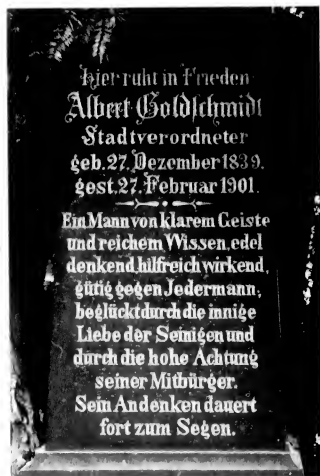 Hier ruht in Frieden
Albert Goldschmidt
Stadtverordneter
geb. 27. Dezember 1839.
gest. 27. Februar 1901.
Ein Mann von klarem Geiste
und reichem Wissen, edel
denkend, hilfreich wirkend,
gütig gegen Jedermann,
beglückt durch die innige
Liebe der Seinigen und
durch die hohe Achtung
seiner Mitbürger.
Sein Andenken dauert
fort zum Segen.